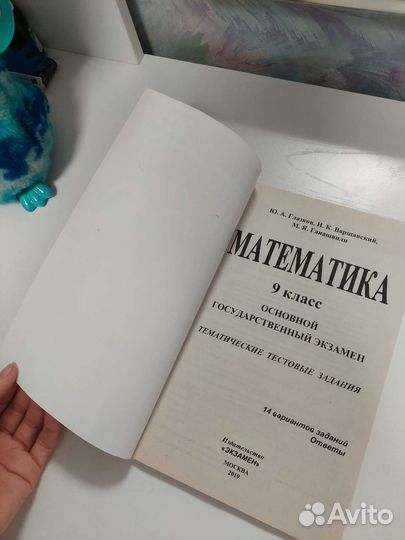 Ю. А. Глазков, И. К. Варшавский,
М. Я. Гаиашвили
МАТЕМАТИКА
9 класс
ОСНОВНОЙ
ГОСУДАРСТВЕННЫЙ ЭКЗАМЕН
ТЕМАТИЧЕСКИЕ ТЕСТОВЫЕ ЗАДАНИЯ
14 вариантов заданий
Ответы
Издательство
«ЭКЗАМЕН»
МОСКВА
2019
Avito